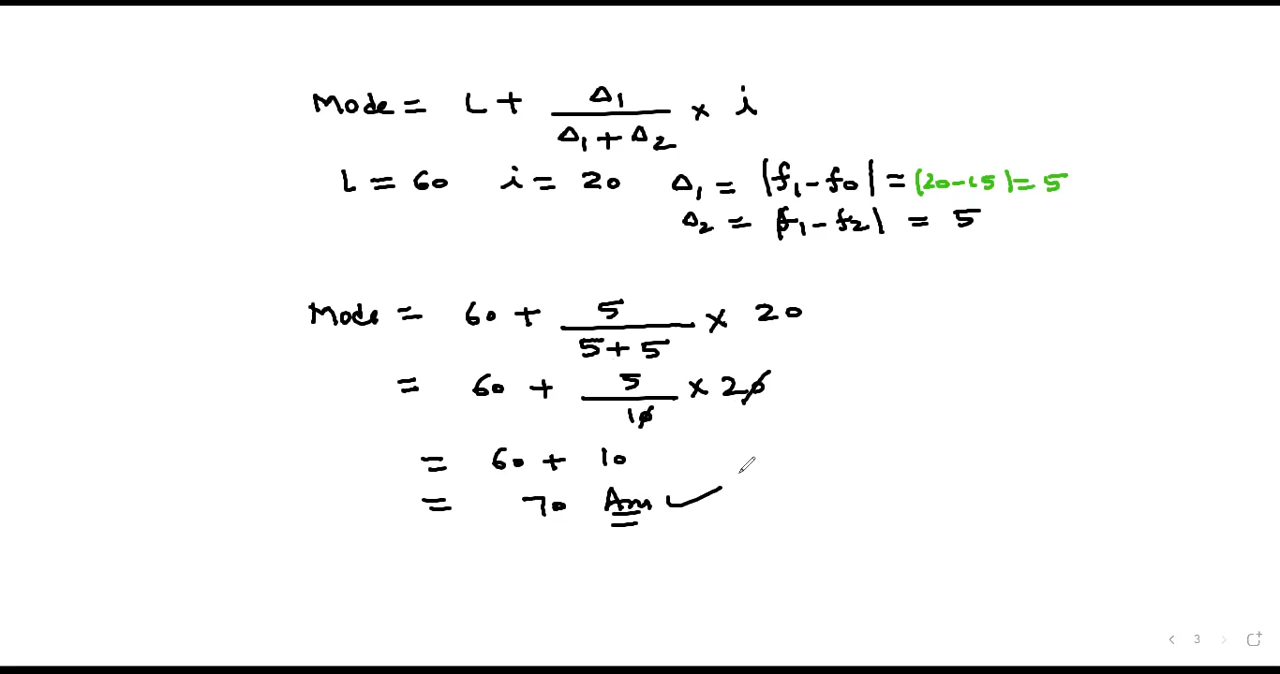 Mode = L + Δ₁ / (Δ₁ + Δ₂) × i
L = 60 i = 20 Δ₁ = |f₁ - f₀| = (20-15) = 5
Δ₂ = |f₁ - f₂| = 5
Mode = 60 + 5 / (5 + 5) × 20
= 60 + 5 / 10 × 20
= 60 + 10
= 70 Ans
3